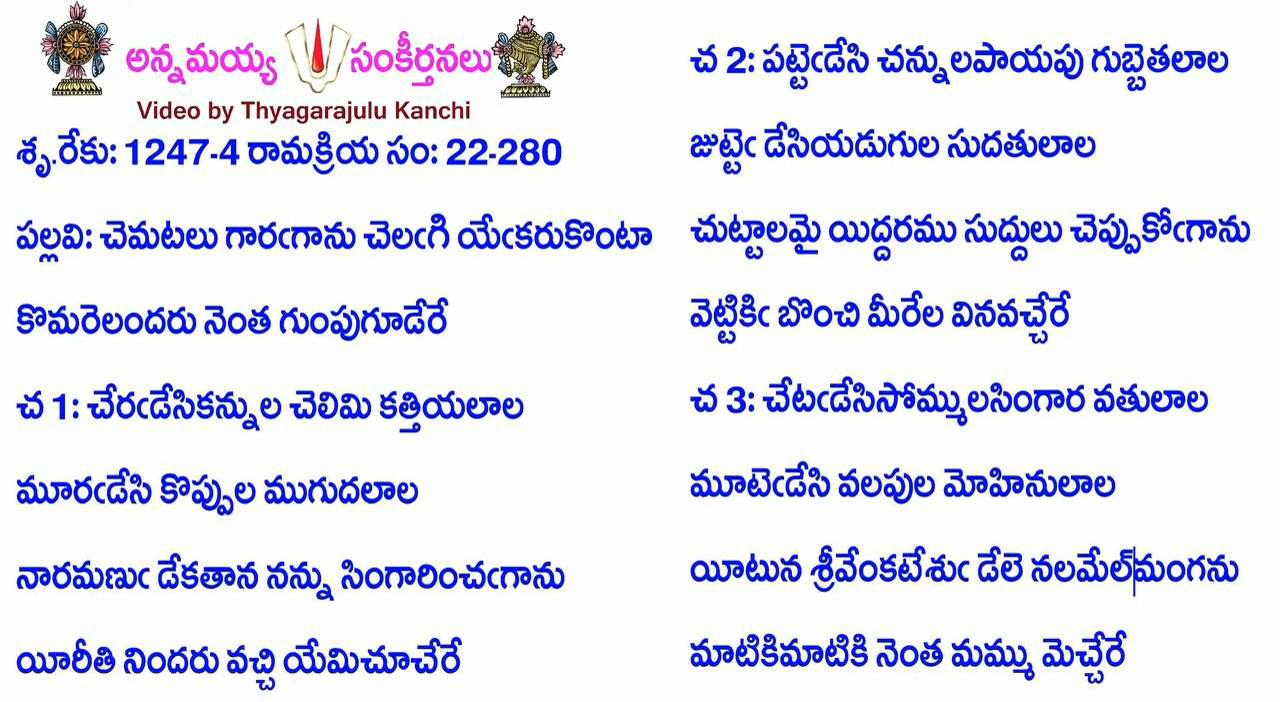 అన్నమయ్య సంకీర్తనలు
Video by Thyagarajulu Kanchi
శృ.రేకు: 1247-4 రామక్రియ సం: 22-280
పల్లవి: చెమటలు గారఁగాను చెలఁగి యేఁకరుకొంటా
కొమరెలందరు నెంత గుంపుగూడేరే
చ 1: చేరఁడేసికన్నుల చెలిమి కత్తియలాల
మూరఁడేసి కొప్పుల ముగుదలాల
నారమణుఁ డేకతాన నన్ను సింగారించఁగాను
యీరీతి నిందరు వచ్చి యేమిచూచేరే
చ 2: పట్టెఁడేసి చన్నులపాయపు గుబ్బెతలాల
జుట్టెఁ డేసియడుగుల సుదతులాల
చుట్టాలమై యిద్దరము సుద్దులు చెప్పుకోఁగాను
వెట్టికిఁ బొంచి మీరేల వినవచ్చేరే
చ 3: చేటఁడేసిసోమ్ములసింగార వతులాల
మూటెఁడేసి వలపుల మోహినులాల
యీటున శ్రీవేంకటేశుఁ డేలె నలమేల్‌మంగను
మాటికిమాటికి నెంత మమ్ము మెచ్చేరే